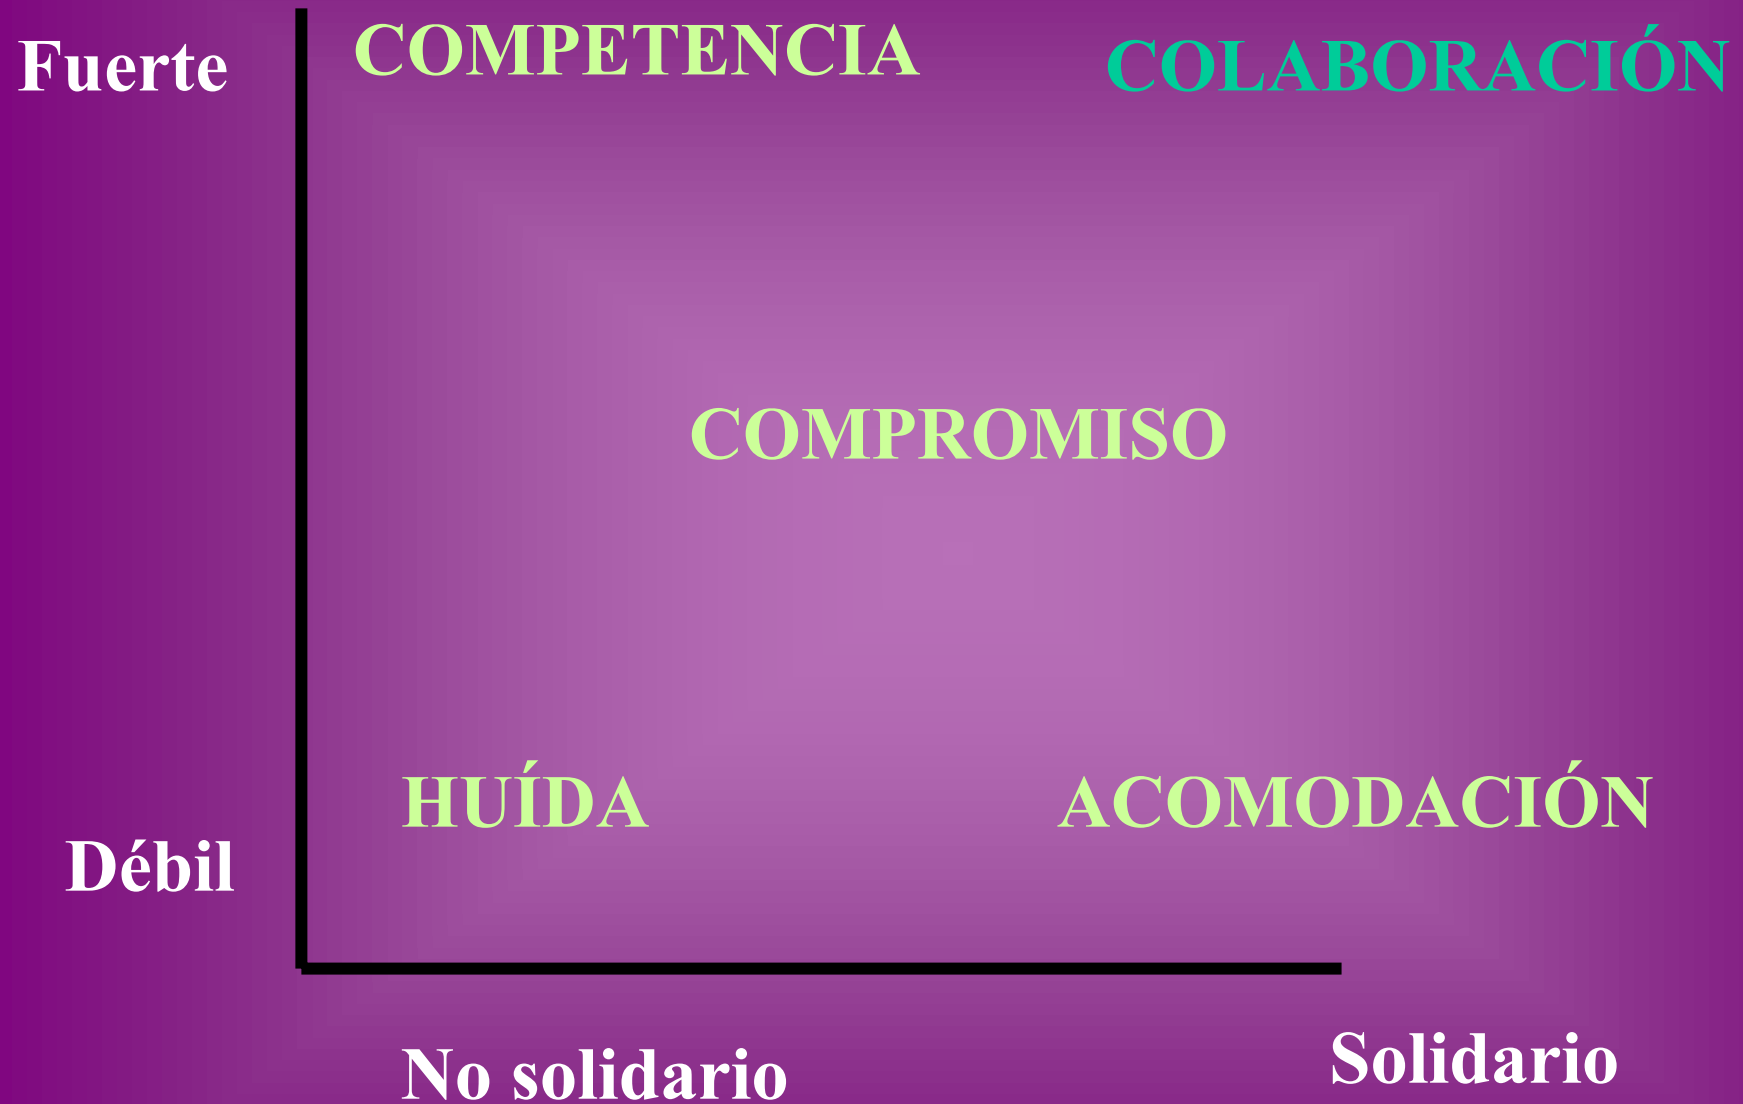 Fuerte
COMPETENCIA
COLABORACIÓN
COMPROMISO
HUÍDA
ACOMODACIÓN
Débil
No solidario
Solidario